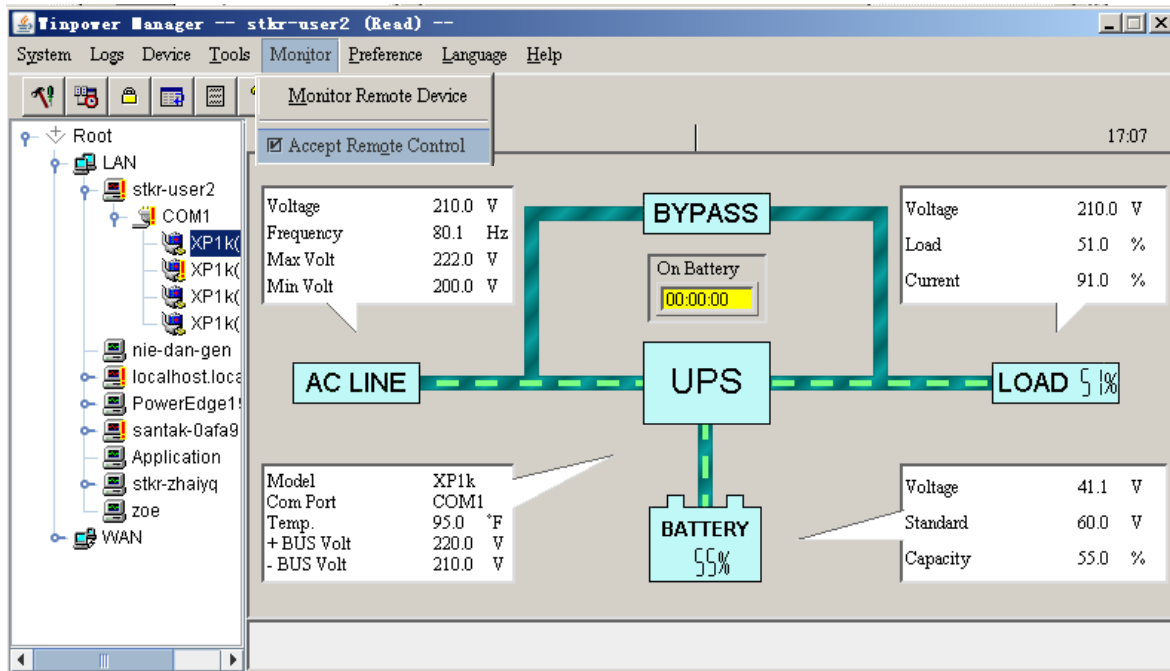 Winpower Manager -- stkr-user2 (Read) --
System Logs Device Tools Monitor Preference Language Help
Monitor Remote Device
Accept Remote Control
17:07
Root
LAN
stkr-user2
COM1
XP1k(
XP1k(
XP1k(
XP1k(
nie-dan-gen
localhost.loca
PowerEdge19
santak-0afa9
Application
stkr-zhaiyq
zoe
WAN
Voltage 210.0 V
Frequency 80.1 Hz
Max Volt 222.0 V
Min Volt 200.0 V
BYPASS
On Battery
00:00:00
Voltage 210.0 V
Load 51.0 %
Current 91.0 %
AC LINE
UPS
LOAD 51%
Model XP1k
Com Port COM1
Temp. 95.0 °F
+ BUS Volt 220.0 V
- BUS Volt 210.0 V
BATTERY
55%
Voltage 41.1 V
Standard 60.0 V
Capacity 55.0 %